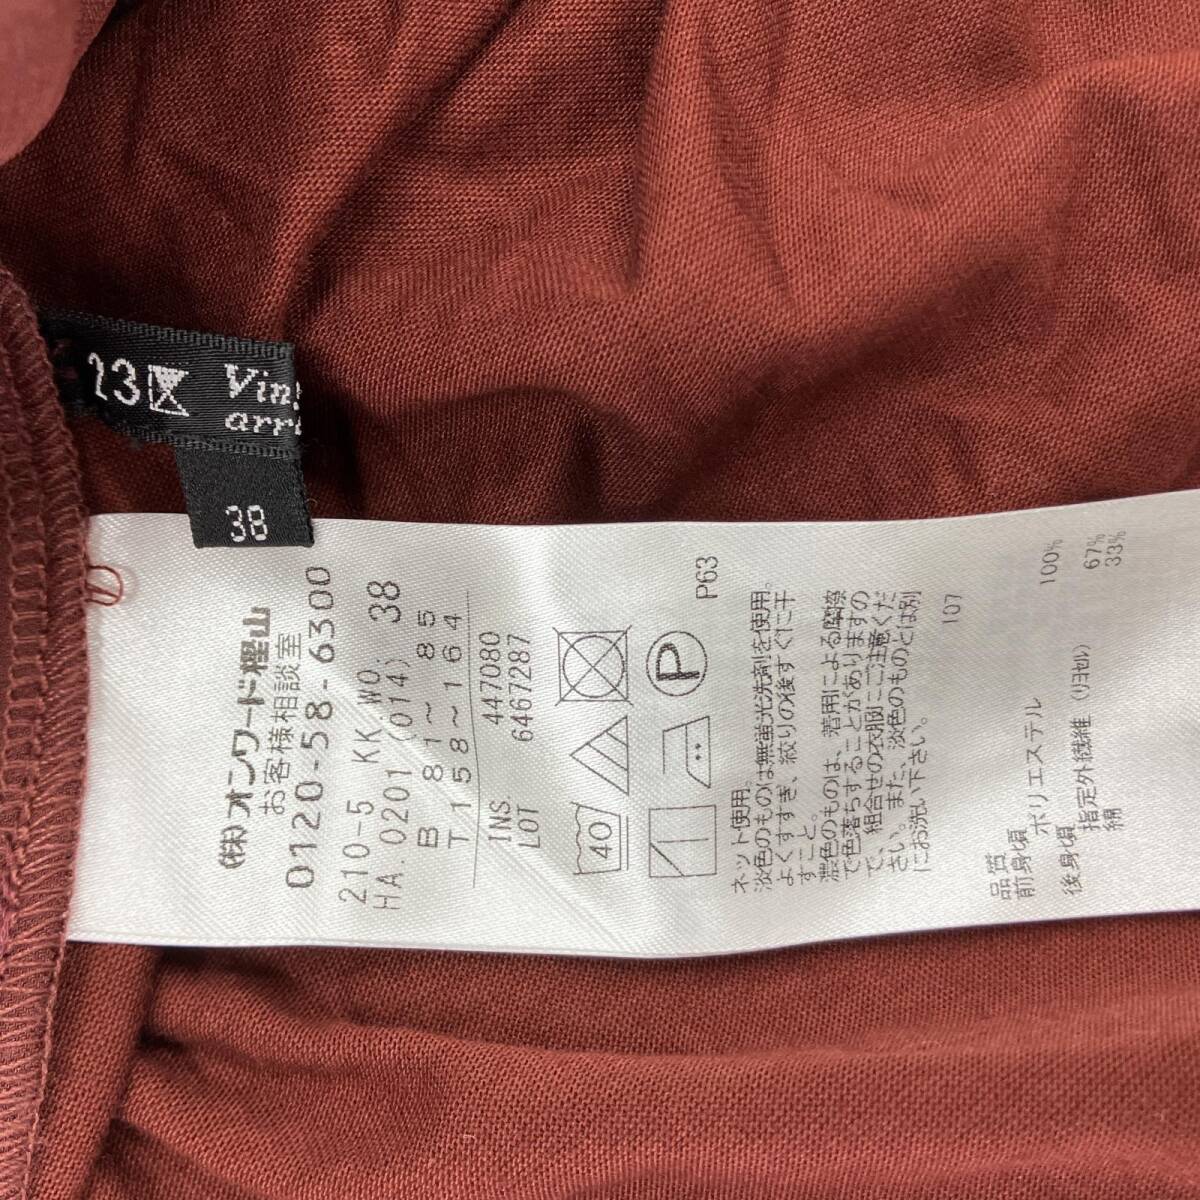 23区
38
(株)オンワード樫山
お客様相談室
0120-58-6300
210-5 KK WO 38
HA.0201 (014)
B 81～85
T 158～164
INS. 447080
LOT 6467287
40
P
P63
ネット使用。
淡色のものは無蛍光洗剤を使用。
よくすすぎ、絞りの後すぐに干
すこと。
濃色のものは、着用による摩擦
で色落ちすることがありますの
で、組合せの衣服にご注意くだ
さい。また、淡色のものとは別
にお洗い下さい。
107
品質
前身頃
ポリエステル 100%
後身頃
指定外繊維(リヨセル) 67%
綿 33%